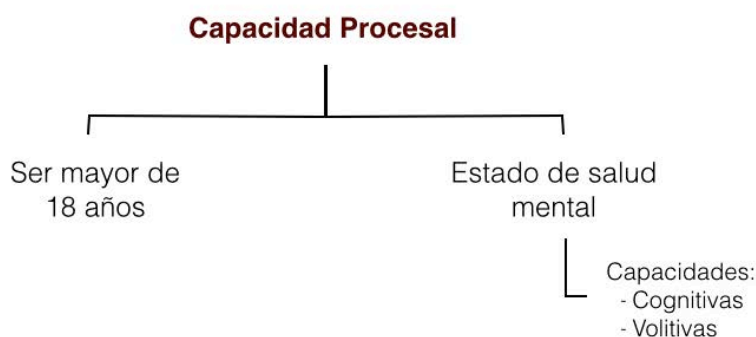 Capacidad Procesal
Ser mayor de
18 años
Estado de salud
mental
Capacidades:
- Cognitivas
- Volitivas